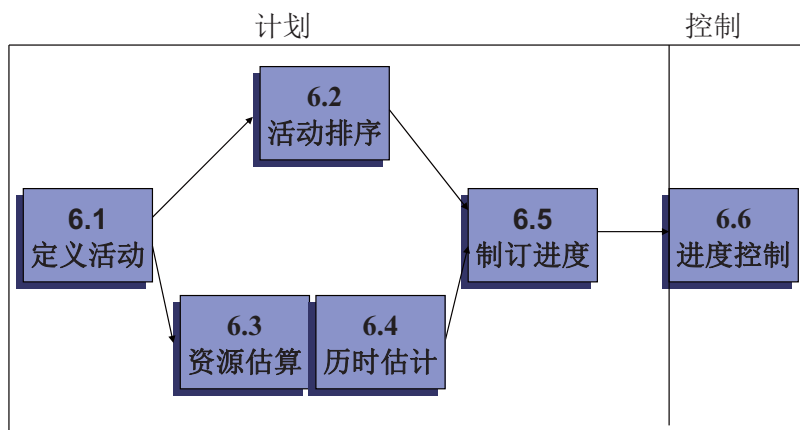 计划
控制
6.2
活动排序
6.1
定义活动
6.5
制订进度
6.6
进度控制
6.3
资源估算
6.4
历时估计